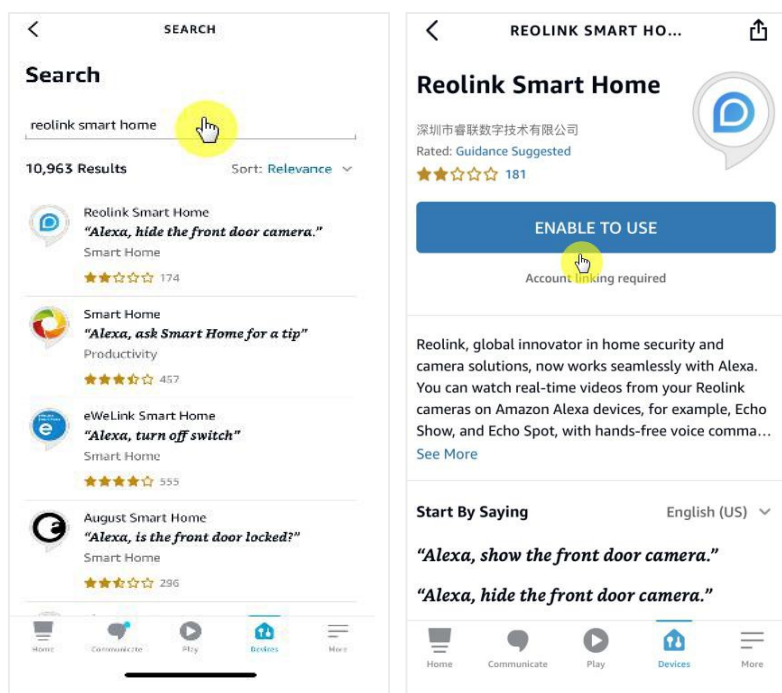 SEARCH
Search
reolink smart home
10,963 Results
Sort: Relevance
Reolink Smart Home
“Alexa, hide the front door camera.”
Smart Home
174
Smart Home
“Alexa, ask Smart Home for a tip”
Productivity
457
eWeLink Smart Home
“Alexa, turn off switch”
Smart Home
555
August Smart Home
“Alexa, is the front door locked?”
Smart Home
296
Home
Communicate
Play
Devices
More
REOLINK SMART HO...
Reolink Smart Home
深圳市睿联数字技术有限公司
Rated: Guidance Suggested
181
ENABLE TO USE
Account linking required
Reolink, global innovator in home security and
camera solutions, now works seamlessly with Alexa.
You can watch real-time videos from your Reolink
cameras on Amazon Alexa devices, for example, Echo
Show, and Echo Spot, with hands-free voice comma...
See More
Start By Saying
English (US)
“Alexa, show the front door camera.”
“Alexa, hide the front door camera.”
Home
Communicate
Play
Devices
More